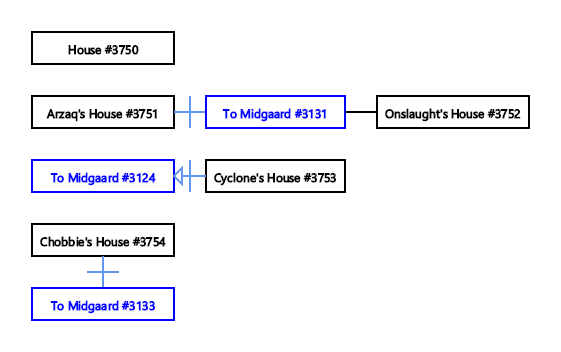 House #3750
Arzaq's House #3751
To Midgaard #3131
Onslaught's House #3752
To Midgaard #3124
Cyclone's House #3753
Chobbie's House #3754
To Midgaard #3133